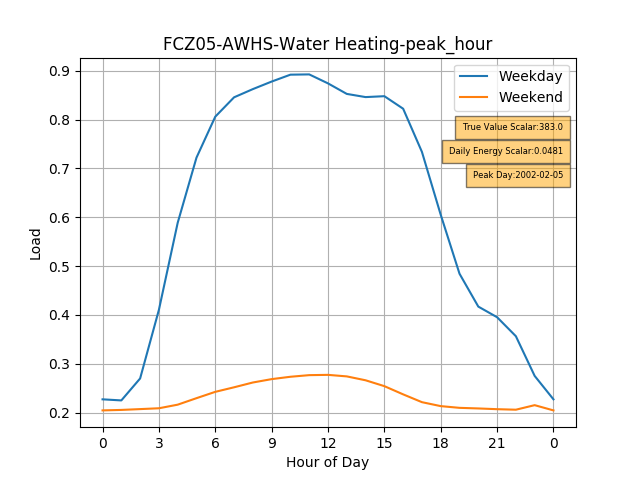 FCZ05-AWHS-Water Heating-peak_hour
Weekday
Weekend
True Value Scalar:383.0
Daily Energy Scalar:0.0481
Peak Day:2002-02-05
Load
0.9
0.8
0.7
0.6
0.5
0.4
0.3
0.2
0 3 6 9 12 15 18 21 0
Hour of Day